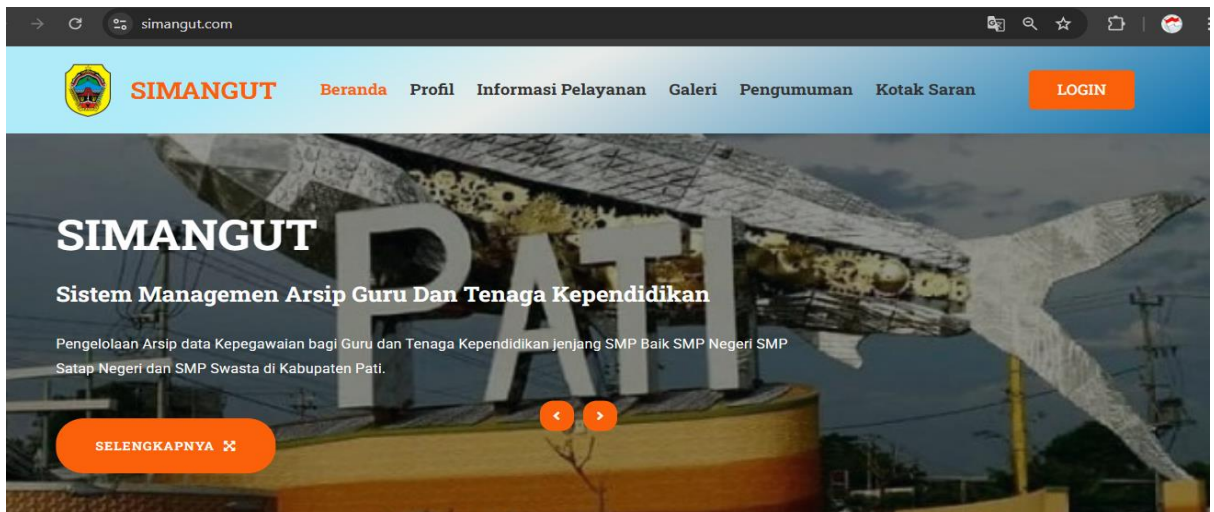 simangut.com
SIMANGUT Beranda Profil Informasi Pelayanan Galeri Pengumuman Kotak Saran LOGIN
PATI
SIMANGUT
Sistem Managemen Arsip Guru Dan Tenaga Kependidikan
Pengelolaan Arsip data Kepegawaian bagi Guru dan Tenaga Kependidikan jenjang SMP Baik SMP Negeri SMP
Satap Negeri dan SMP Swasta di Kabupaten Pati.
SELENGKAPNYA